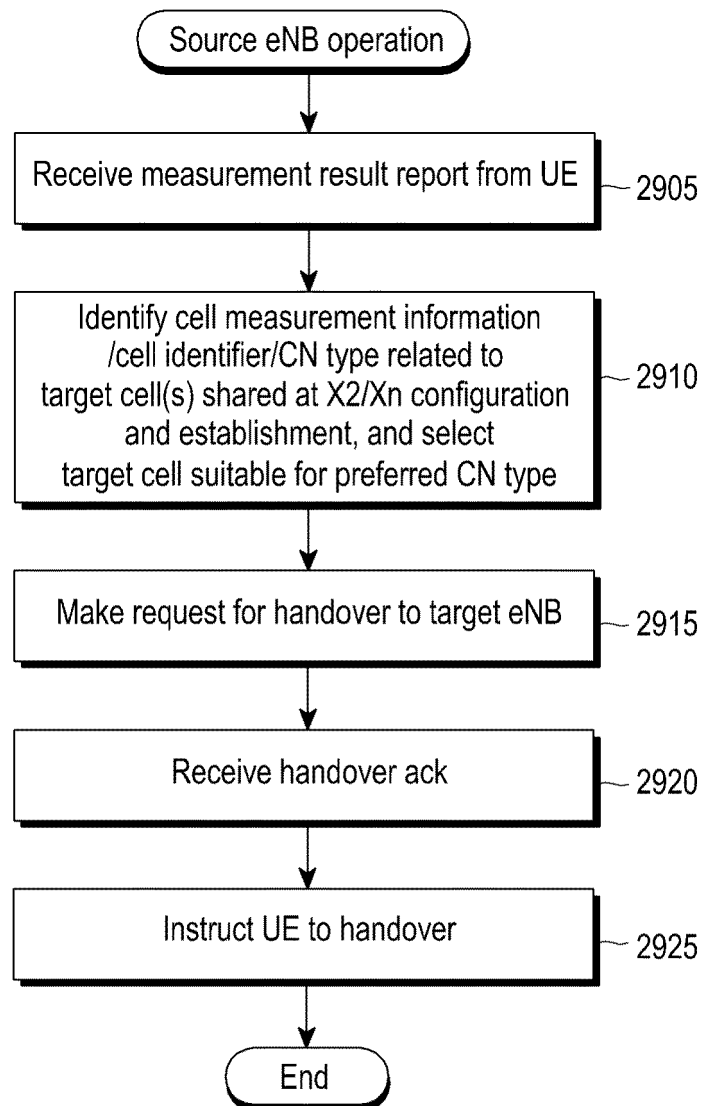 Source eNB operation
Receive measurement result report from UE
2905
Identify cell measurement information
/cell identifier/CN type related to
target cell(s) shared at X2/Xn configuration
and establishment, and select
target cell suitable for preferred CN type
2910
Make request for handover to target eNB
2915
Receive handover ack
2920
Instruct UE to handover
2925
End